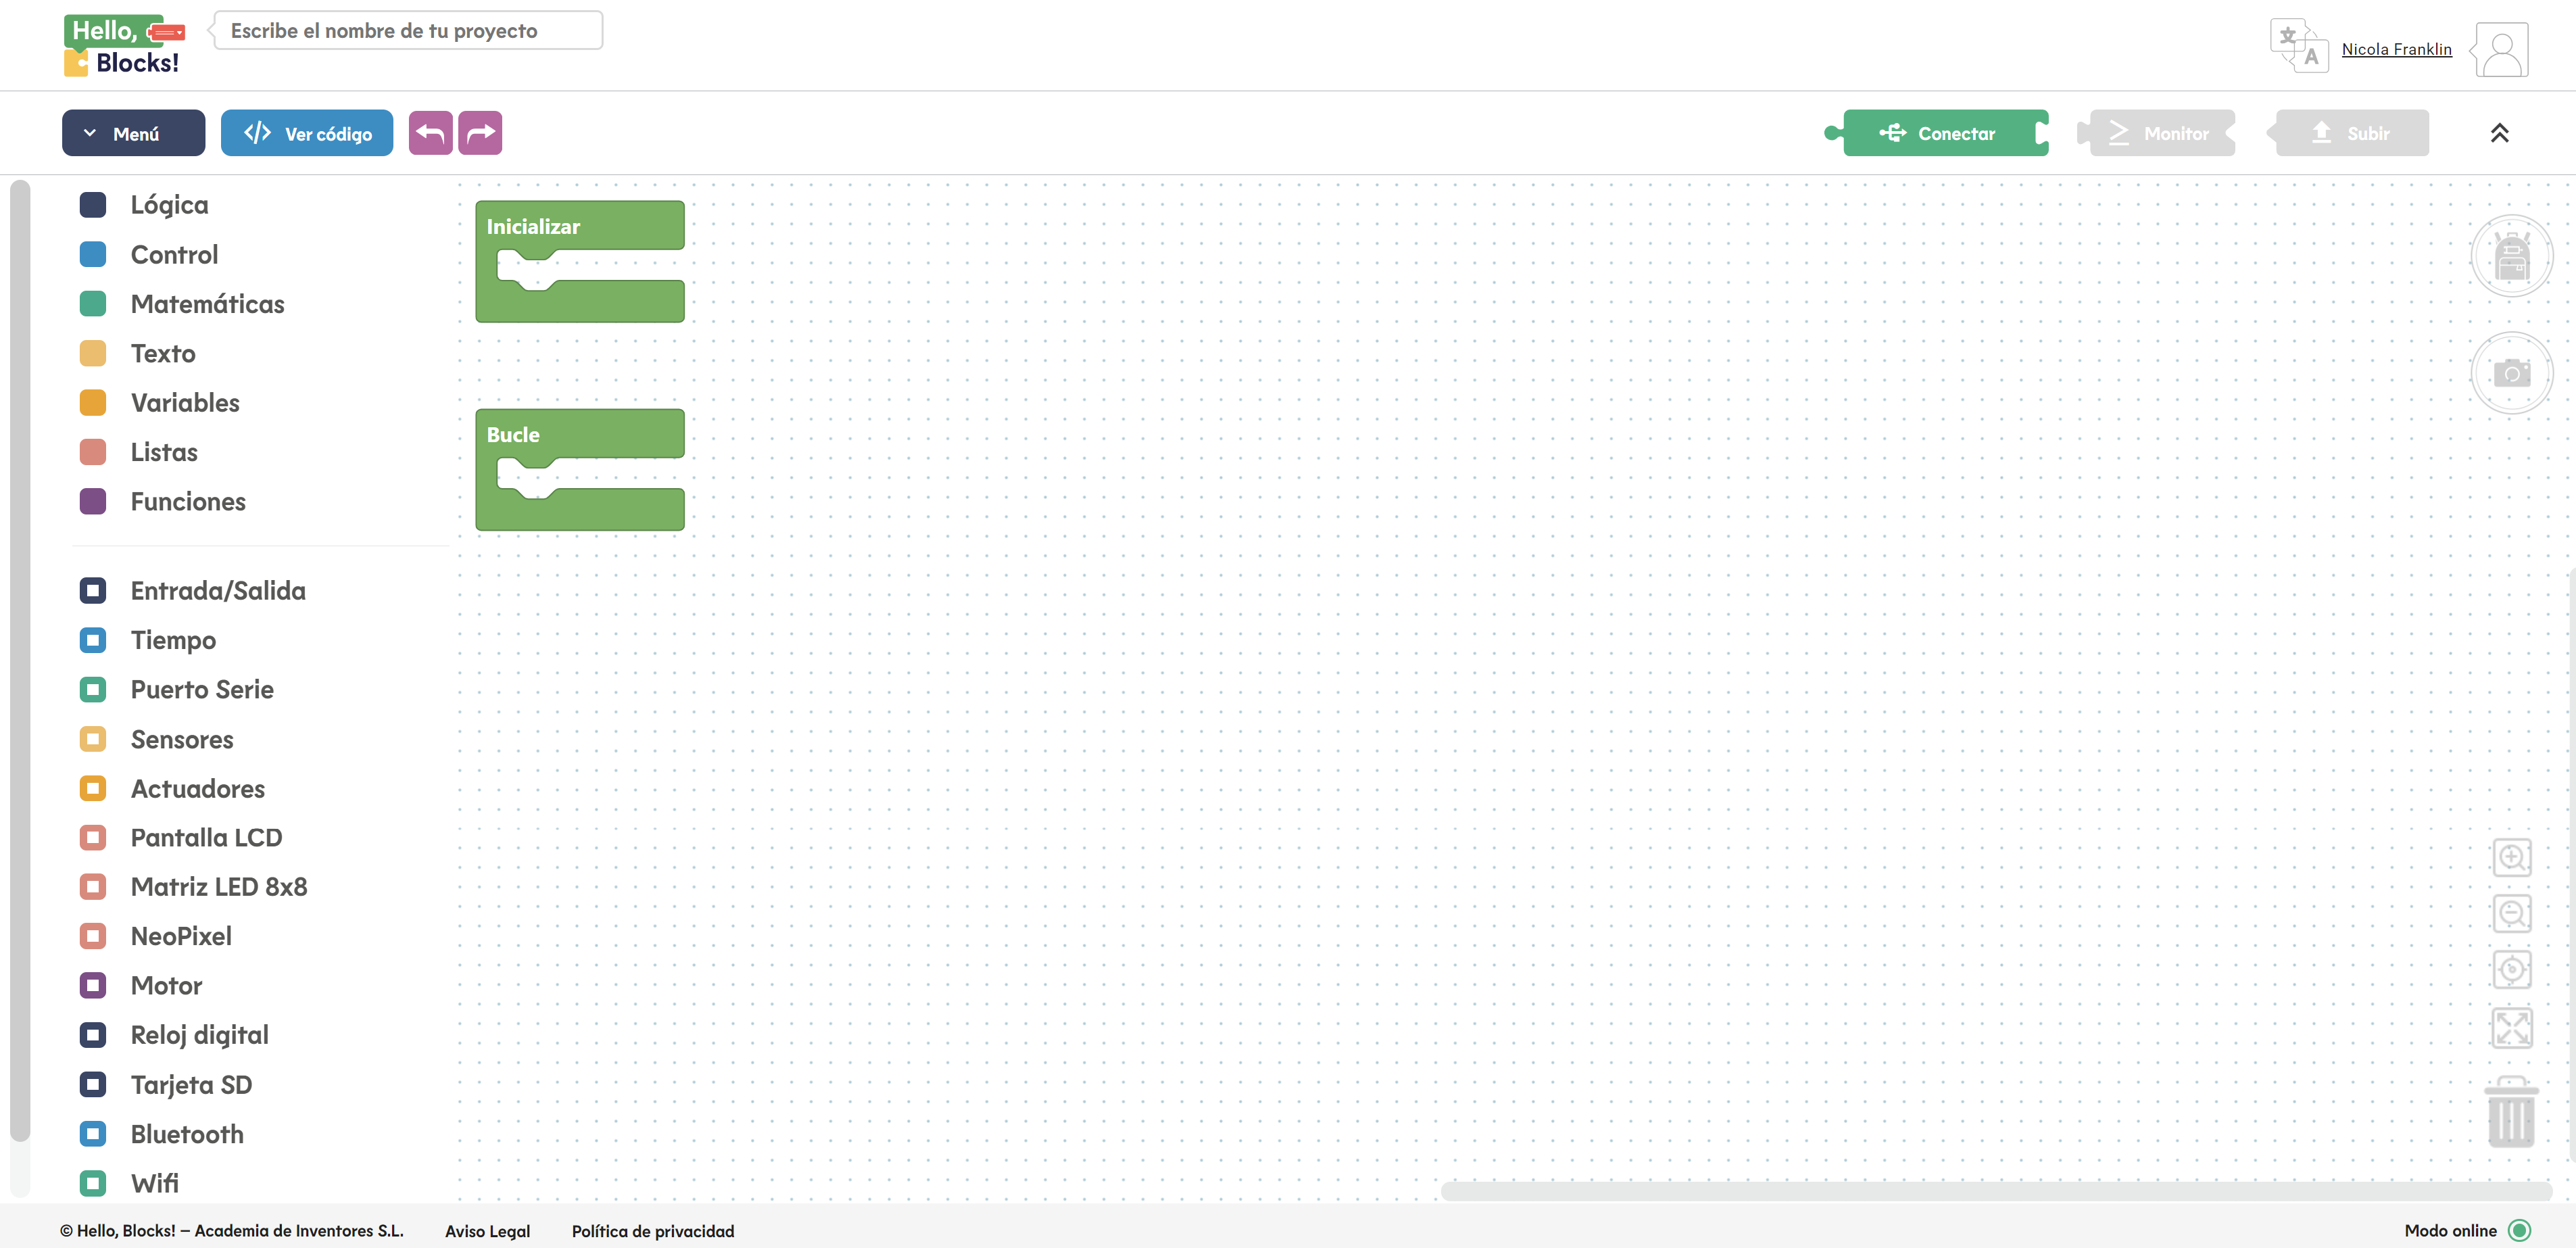 Hello,
Blocks!
Escribe el nombre de tu proyecto
文
A
Nicola Franklin
Menú
</> Ver código
Conectar
Monitor
Subir
Lógica
Control
Matemáticas
Texto
Variables
Listas
Funciones
Entrada/Salida
Tiempo
Puerto Serie
Sensores
Actuadores
Pantalla LCD
Matriz LED 8x8
NeoPixel
Motor
Reloj digital
Tarjeta SD
Bluetooth
Wifi
Inicializar
Bucle
© Hello, Blocks! – Academia de Inventores S.L.
Aviso Legal
Política de privacidad
Modo online